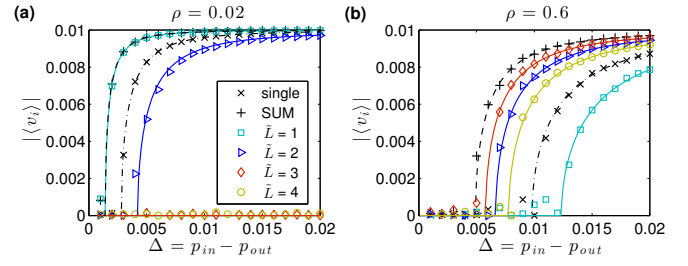 (a) ρ = 0.02
|⟨v_i⟩|
0.01
0.008
0.006
0.004
0.002
0
0 0.005 0.01 0.015 0.02
Δ = p_in − p_out
single
SUM
L̃ = 1
L̃ = 2
L̃ = 3
L̃ = 4
(b) ρ = 0.6
|⟨v_i⟩|
0.01
0.008
0.006
0.004
0.002
0
0 0.005 0.01 0.015 0.02
Δ = p_in − p_out